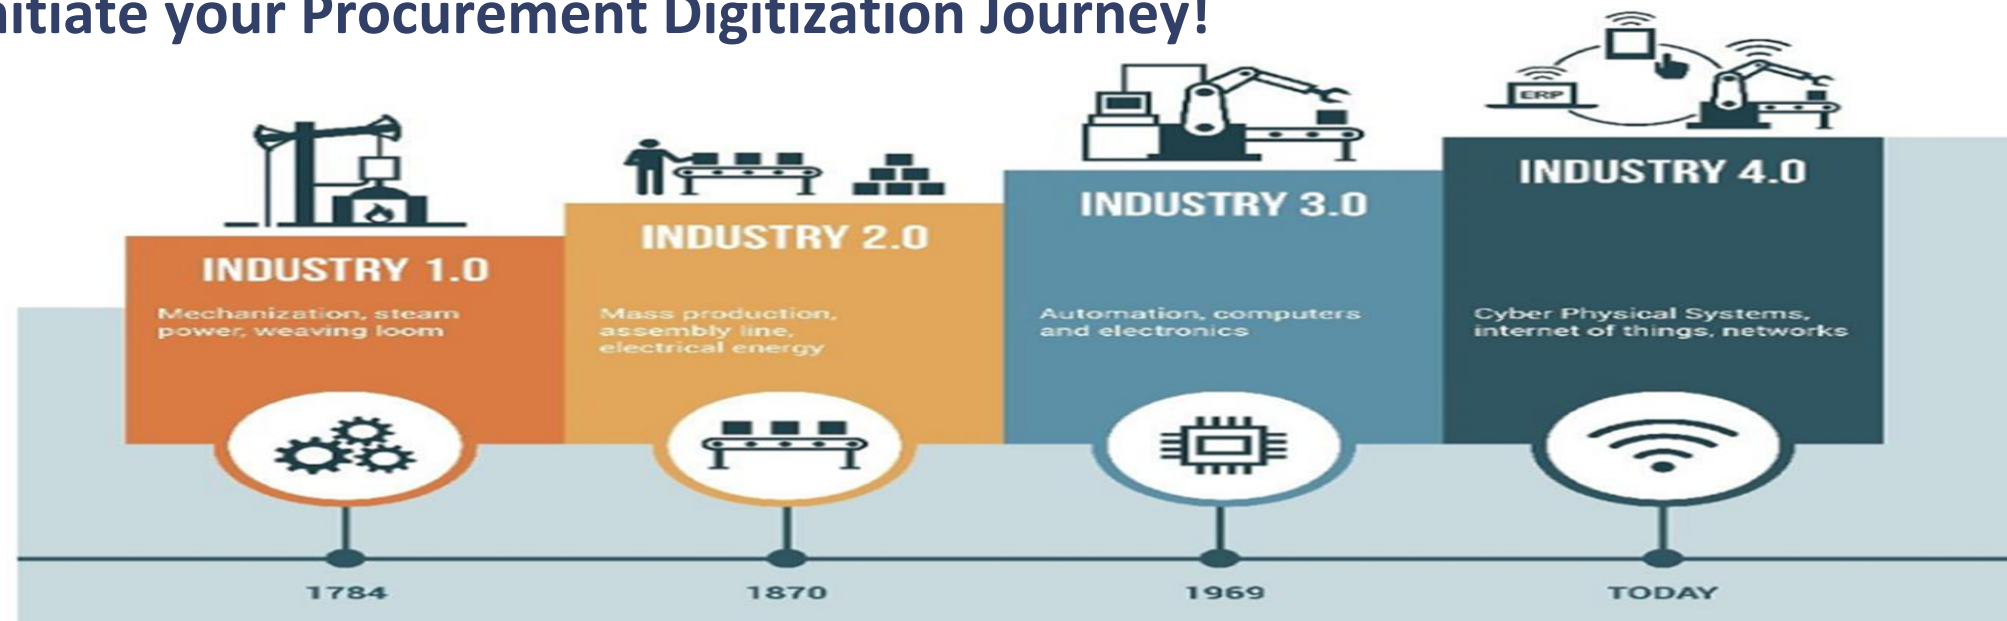 nitiate your Procurement Digitization Journey!
ERP
INDUSTRY 1.0
Mechanization, steam
power, weaving loom
INDUSTRY 2.0
Mass production,
assembly line,
electrical energy
INDUSTRY 3.0
Automation, computers
and electronics
INDUSTRY 4.0
Cyber Physical Systems,
internet of things, networks
1784
1870
1969
TODAY